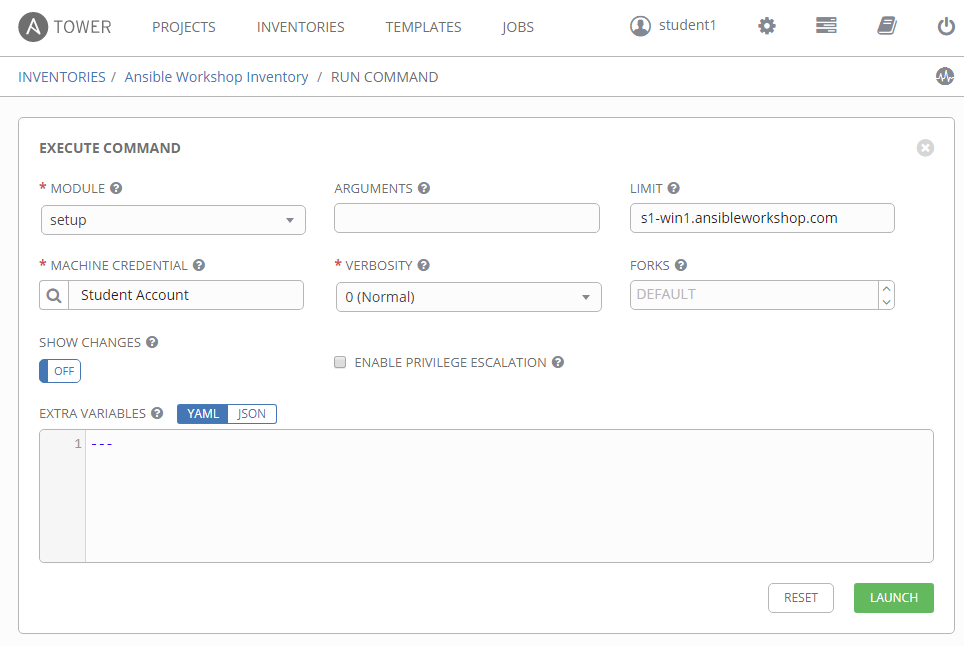 A TOWER PROJECTS INVENTORIES TEMPLATES JOBS student1
INVENTORIES / Ansible Workshop Inventory / RUN COMMAND
EXECUTE COMMAND
* MODULE ? ARGUMENTS ? LIMIT ?
setup s1-win1.ansibleworkshop.com
* MACHINE CREDENTIAL ? * VERBOSITY ? FORKS ?
Student Account 0 (Normal) DEFAULT
SHOW CHANGES ?
OFF ENABLE PRIVILEGE ESCALATION ?
EXTRA VARIABLES ? YAML JSON
1 ---
RESET LAUNCH